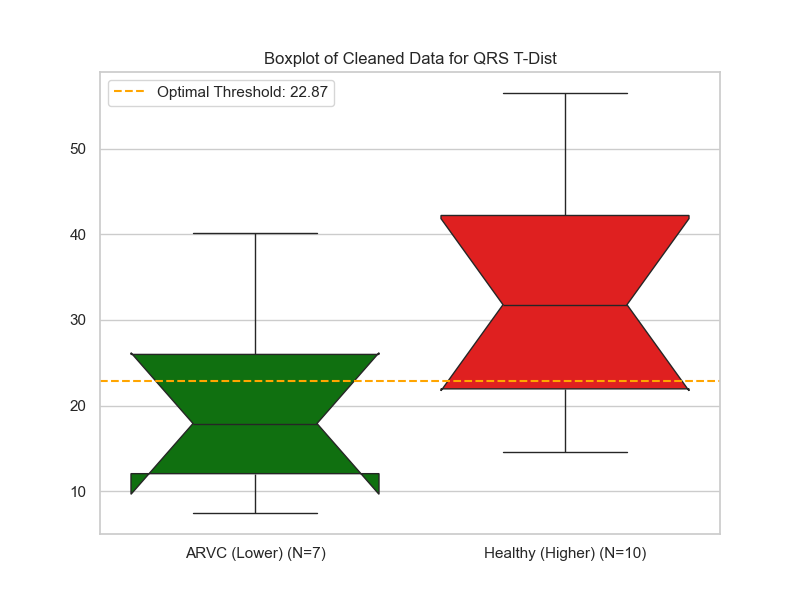 Boxplot of Cleaned Data for QRS T-Dist
Optimal Threshold: 22.87
50
40
30
20
10
ARVC (Lower) (N=7)
Healthy (Higher) (N=10)